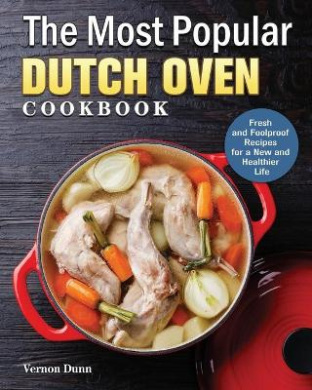 The Most Popular
DUTCH OVEN
COOKBOOK
Fresh
and Foolproof
Recipes
for a New and
Healthier
Life
Vernon Dunn